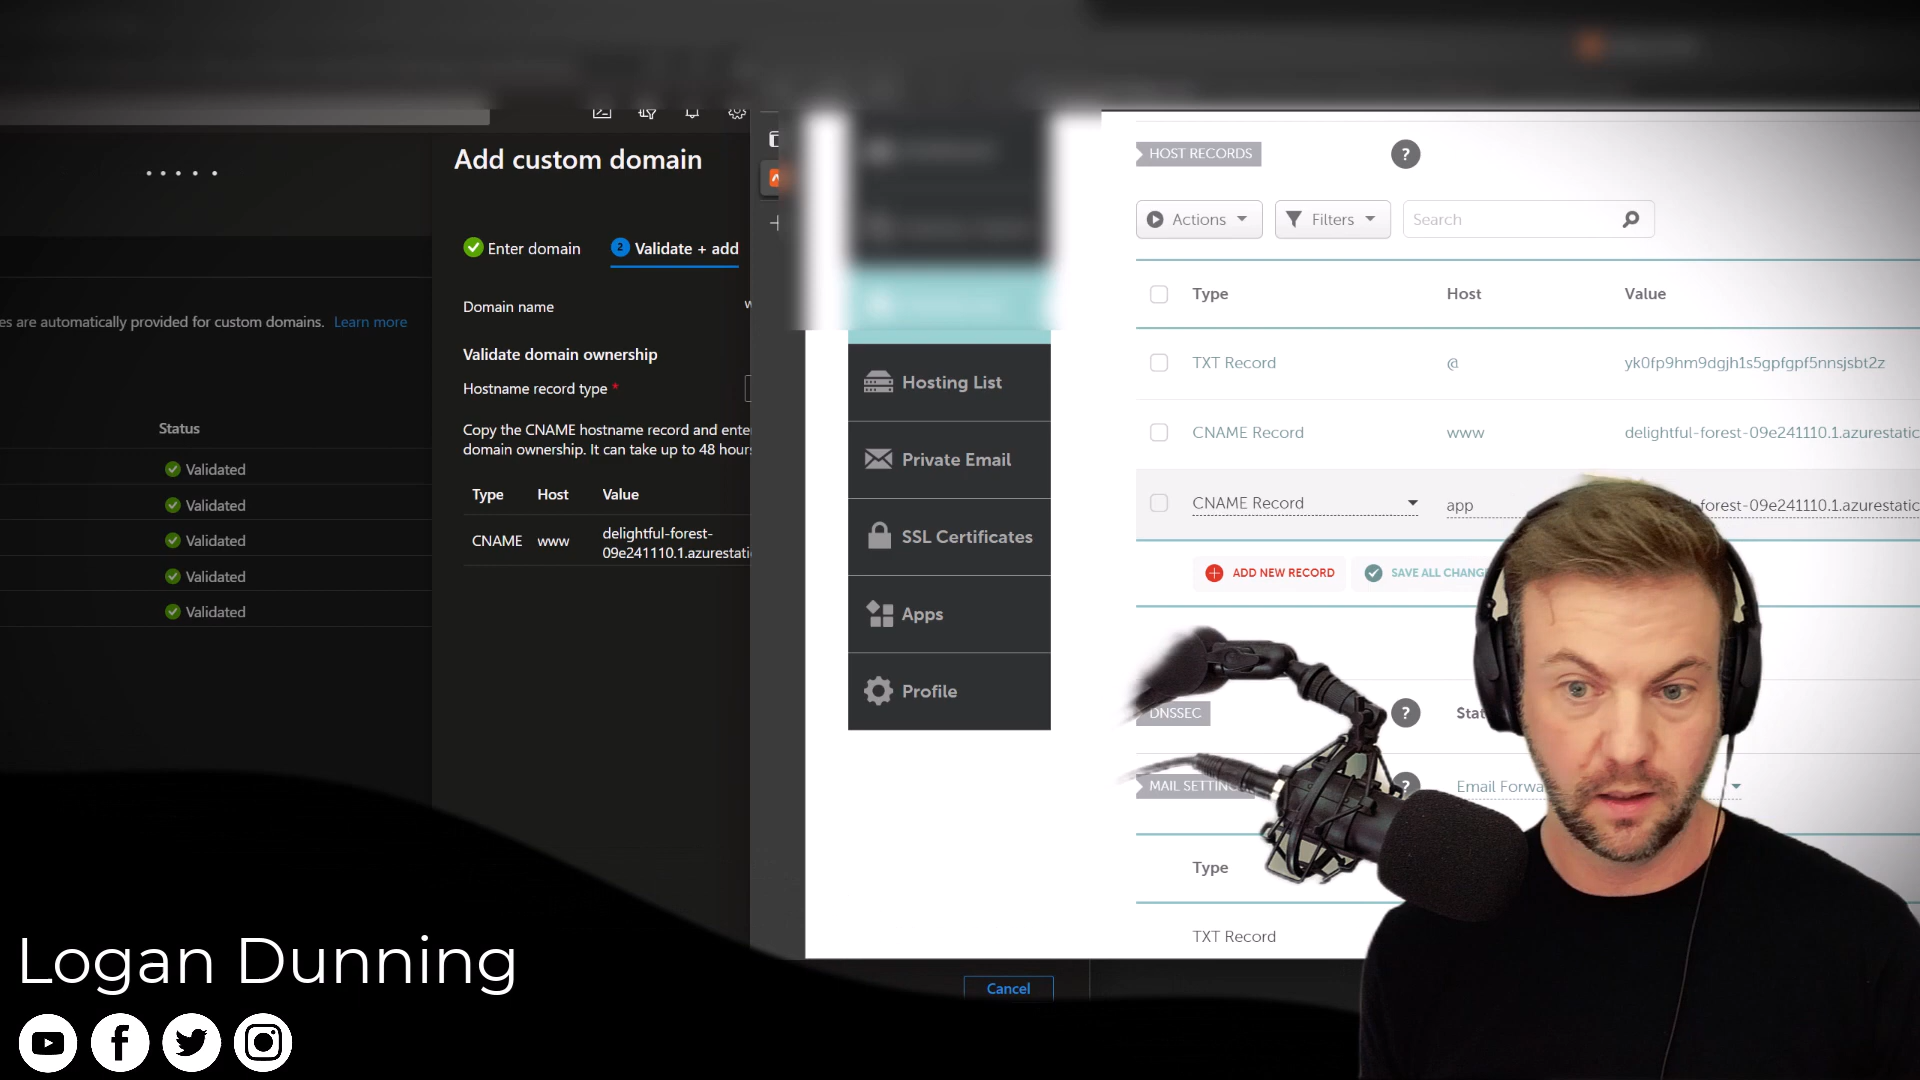 Add custom domain
Enter domain
2 Validate + add
Domain name
es are automatically provided for custom domains. Learn more
Validate domain ownership
Hostname record type *
Copy the CNAME hostname record and ente
domain ownership. It can take up to 48 hour
Status
Validated
Validated
Validated
Validated
Validated
Type Host Value
CNAME www delightful-forest-
09e241110.1.azurestati
Hosting List
Private Email
SSL Certificates
Apps
Profile
HOST RECORDS ?
Actions Filters Search
Type Host Value
TXT Record @ yk0fp9hm9dgjh1s5gpfgpf5nnsjsbt2z
CNAME Record www delightful-forest-09e241110.1.azurestatic
CNAME Record app forest-09e241110.1.azurestatic
ADD NEW RECORD SAVE ALL CHANG
DNSSEC ? Stat
MAIL SETTING ? Email Forwa
Type
TXT Record
Cancel
Logan Dunning